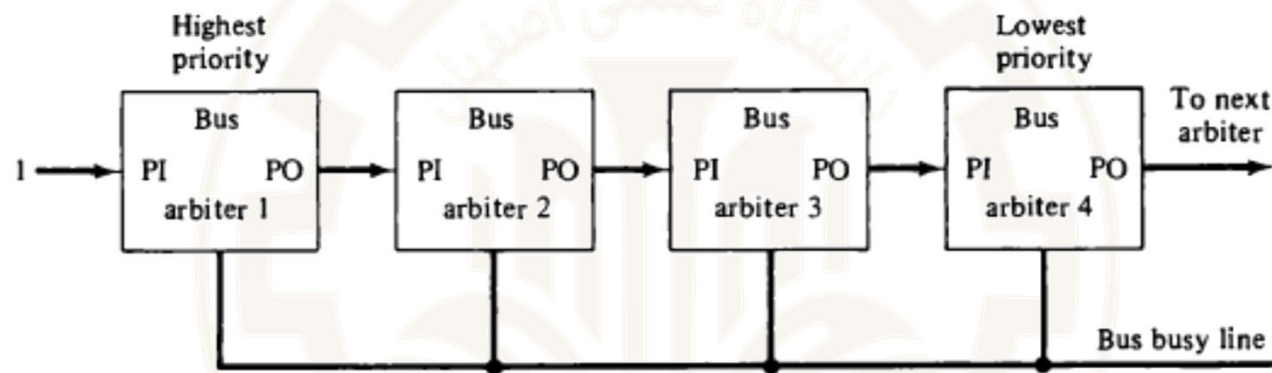 Highest
priority
Lowest
priority
To next
arbiter
1
Bus
PI PO
arbiter 1
Bus
PI PO
arbiter 2
Bus
PI PO
arbiter 3
Bus
PI PO
arbiter 4
Bus busy line